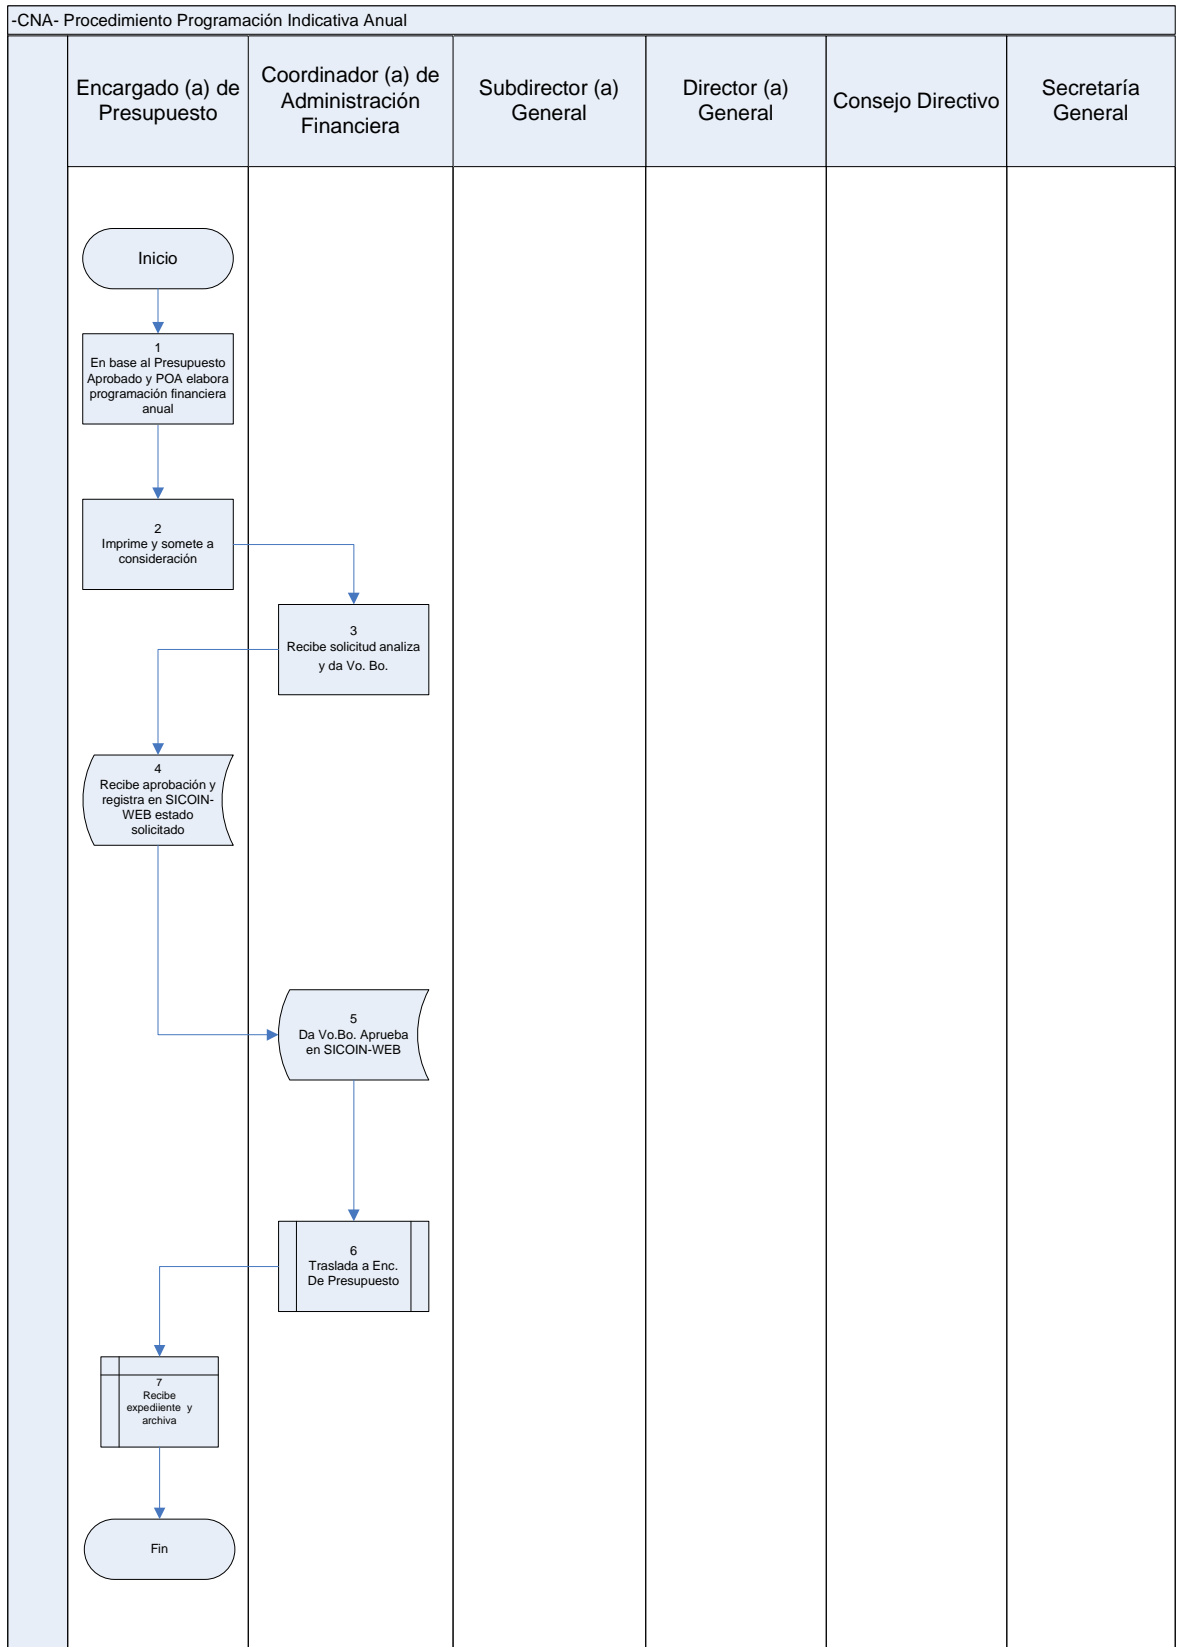 -CNA- Procedimiento Programación Indicativa Anual
Encargado (a) de
Presupuesto
Coordinador (a) de
Administración
Financiera
Subdirector (a)
General
Director (a)
General
Consejo Directivo
Secretaría
General
Inicio
1
En base al Presupuesto
Aprobado y POA elabora
programación financiera
anual
2
Imprime y somete a
consideración
3
Recibe solicitud analiza
y da Vo. Bo.
4
Recibe aprobación y
registra en SICOIN-
WEB estado
solicitado
5
Da Vo.Bo. Aprueba
en SICOIN-WEB
6
Traslada a Enc.
De Presupuesto
7
Recibe
expediiente y
archiva
Fin